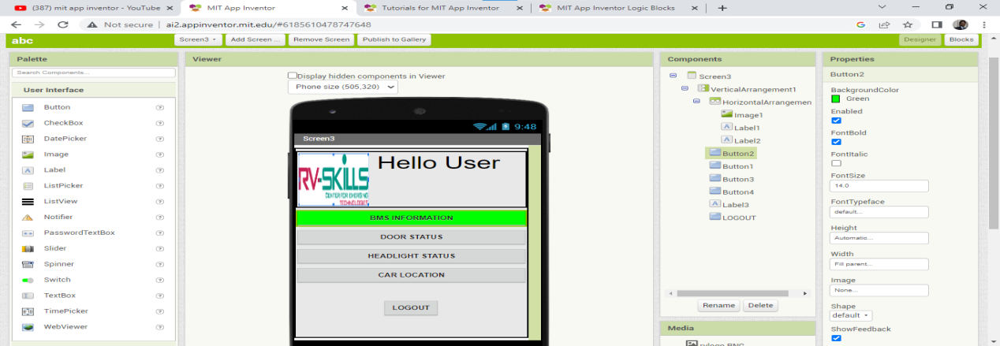 (387) mit app inventor - YouTube
MIT App Inventor
Tutorials for MIT App Inventor
MIT App Inventor Logic Blocks
Not secure | ai2.appinventor.mit.edu/#6185610478747648
abc
Screen3
Add Screen ...
Remove Screen
Publish to Gallery
Designer
Blocks
Palette
Search Components...
User Interface
Button
CheckBox
DatePicker
Image
Label
ListPicker
ListView
Notifier
PasswordTextBox
Slider
Spinner
Switch
TextBox
TimePicker
WebViewer
Viewer
Display hidden components in Viewer
Phone size (505,320)
9:48
Screen3
RV-SKILLS
CENTER FOR EMERGING
TECHNOLOGIES
Hello User
BMS INFORMATION
DOOR STATUS
HEADLIGHT STATUS
CAR LOCATION
LOGOUT
Components
Screen3
VerticalArrangement1
HorizontalArrangemen
Image1
Label1
Label2
Button2
Button1
Button3
Button4
Label3
LOGOUT
Rename
Delete
Media
rvlogo.PNG
Properties
Button2
BackgroundColor
Green
Enabled
FontBold
FontItalic
FontSize
14.0
FontTypeface
default...
Height
Automatic...
Width
Fill parent...
Image
None...
Shape
default
ShowFeedback